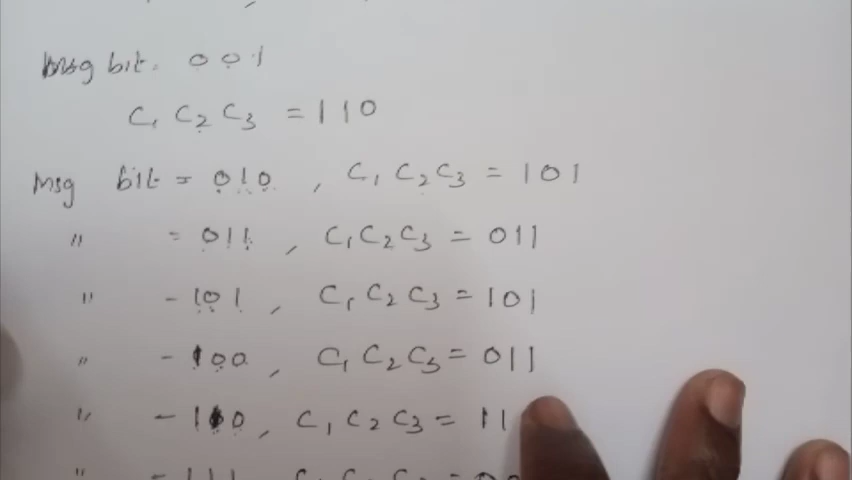 Msg bit. 001
C₁ C₂ C₃ = 110
Msg bit = 010 , C₁ C₂ C₃ = 101
" = 011 , C₁ C₂ C₃ = 011
" - 101 , C₁ C₂ C₃ = 101
" - 100 , C₁ C₂ C₃ = 011
" - 110 , C₁ C₂ C₃ = 11
" = 111